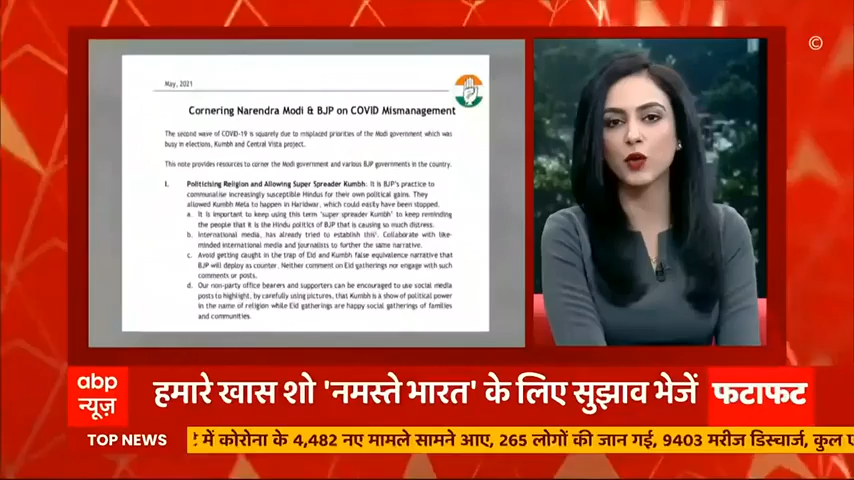 ©
May, 2021
Cornering Narendra Modi & BJP on COVID Mismanagement
The second wave of COVID-19 is squarely due to misplaced priorities of the Modi government which was
busy in elections, Kumbh and Central Vista project.
This note provides resources to corner the Modi government and various BJP governments in the country.
I. Politiching Religion and Allowing Super Spreader Kumbh: It is BJP's practice to
communalise increasingly susceptible Hindus for their own political gains. They
allowed Kumbh Mela to happen in Haridwar, which could easily have been stopped.
a. It is important to keep using this term 'super spreader Kumbh' to keep reminding
the people that it is the Hindu politics of BJP that is causing so much distress.
b. International media, has already tried to establish this. Collaborate with like-
minded international media and journalists to further the same narrative.
c. Avoid getting caught in the trap of Eid and Kumbh false equivalence narrative that
BJP will deploy as counter. Neither comment on Eid gatherings nor engage with such
comments or posts.
d. Our non-party office bearers and supporters can be encouraged to use social media
posts to highlight, by carefully using pictures, that Kumbh is a show of political power
in the name of religion while Eid gatherings are happy social gatherings of families
and communities.
abp
न्यूज़
हमारे खास शो 'नमस्ते भारत' के लिए सुझाव भेजें
फटाफट
TOP NEWS
में कोरोना के 4,482 नए मामले सामने आए, 265 लोगों की जान गई, 9403 मरीज डिस्चार्ज, कुल